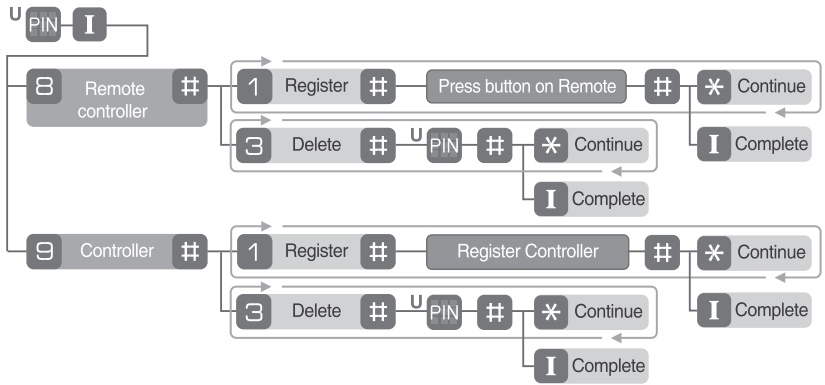 U PIN I
8 Remote controller # 1 Register # Press button on Remote # * Continue
I Complete
3 Delete # U PIN # * Continue
I Complete
9 Controller # 1 Register # Register Controller # * Continue
I Complete
3 Delete # U PIN # * Continue
I Complete